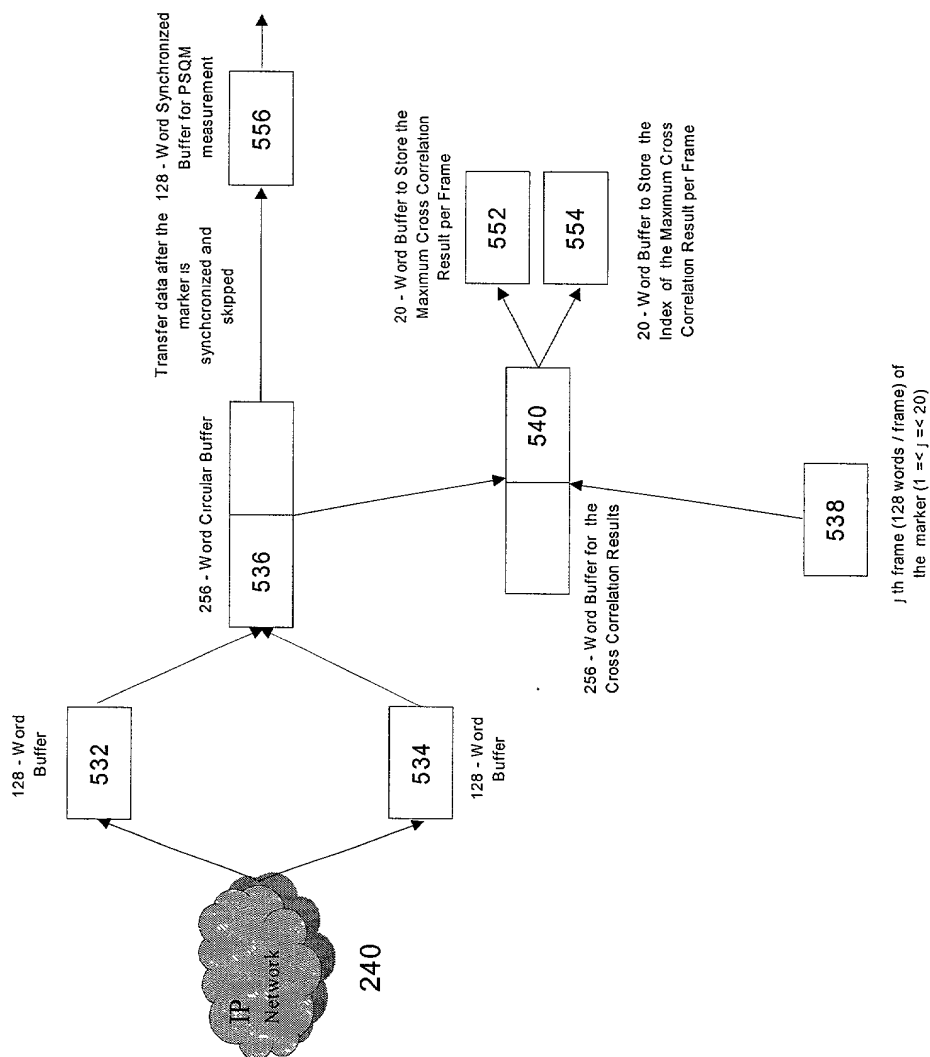 128 - Word
Buffer
532
534
128 - Word
Buffer
IP
Network
240
256 - Word Circular Buffer
536
Transfer data after the
marker is
synchcronized and
skipped
128 - Word Synchronized
Buffer for PSQM
measurement
556
256 - Word Buffer for the
Cross Correlation Results
540
20 - Word Buffer to Store the
Maximum Cross Correlation
Result per Frame
552
554
20 - Word Buffer to Store the
Index of the Maximum Cross
Correlation Result per Frame
538
j th frame (128 words / frame) of
the marker (1 =< j =< 20)